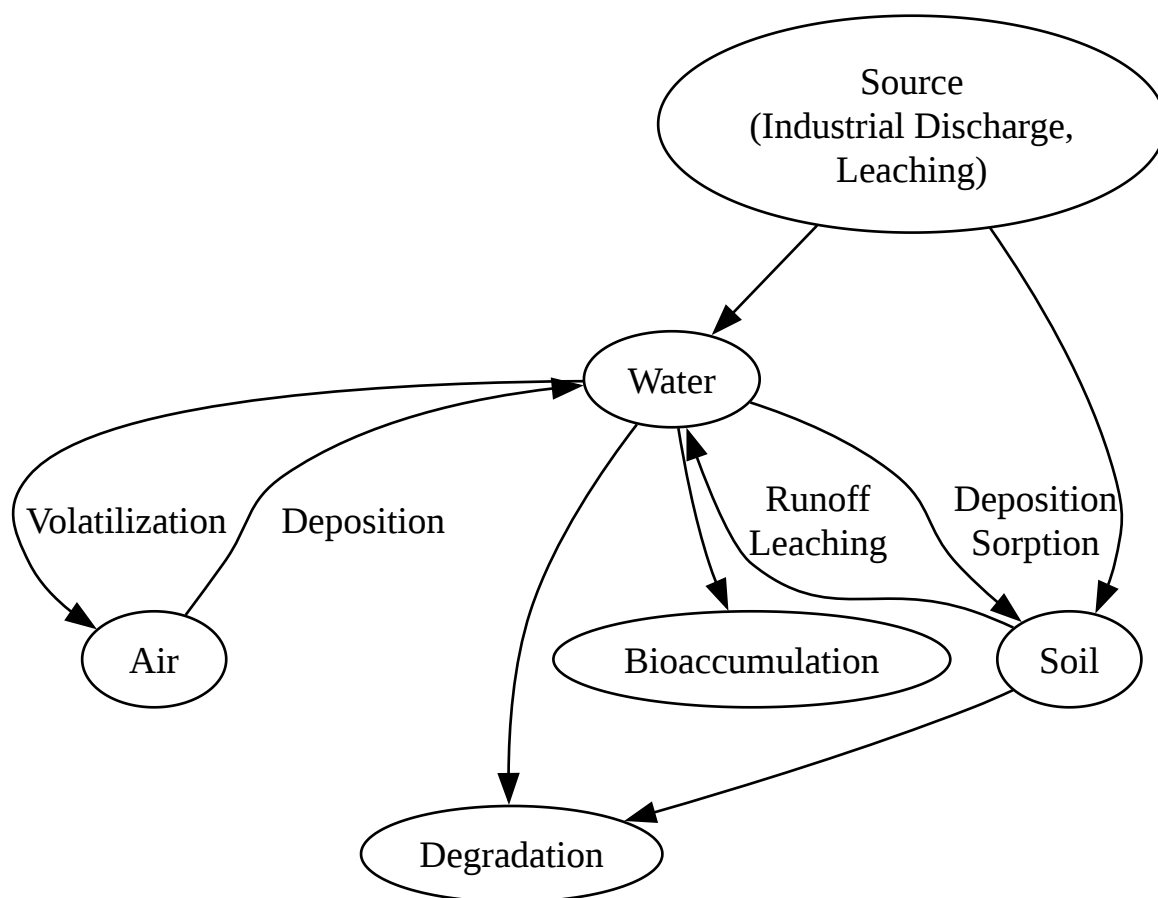 Source
(Industrial Discharge,
Leaching)
Water
Volatilization
Deposition
Runoff
Leaching
Deposition
Sorption
Air
Bioaccumulation
Soil
Degradation